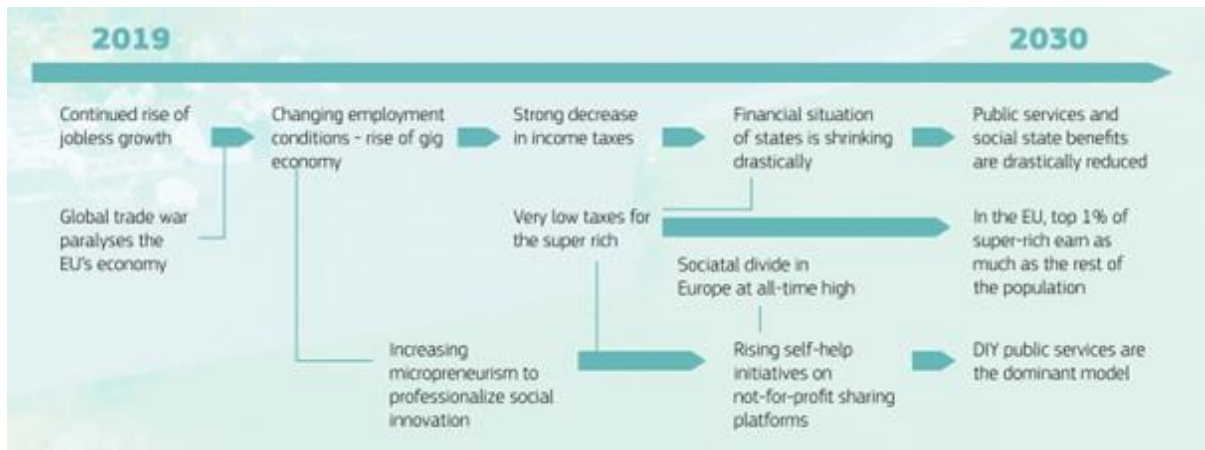 2019
2030
Continued rise of
jobless growth
Changing employment
conditions - rise of gig
economy
Strong decrease
in income taxes
Financial situation
of states is shrinking
drastically
Public services and
social state benefits
are drastically reduced
Global trade war
paralyses the
EU's economy
Very low taxes for
the super rich
In the EU, top 1% of
super-rich earn as
much as the rest of
the population
Sociatal divide in
Europe at all-time high
Increasing
micropreneurism to
professionalize social
innovation
Rising self-help
initiatives on
not-for-profit sharing
platforms
DIY public services are
the dominant model